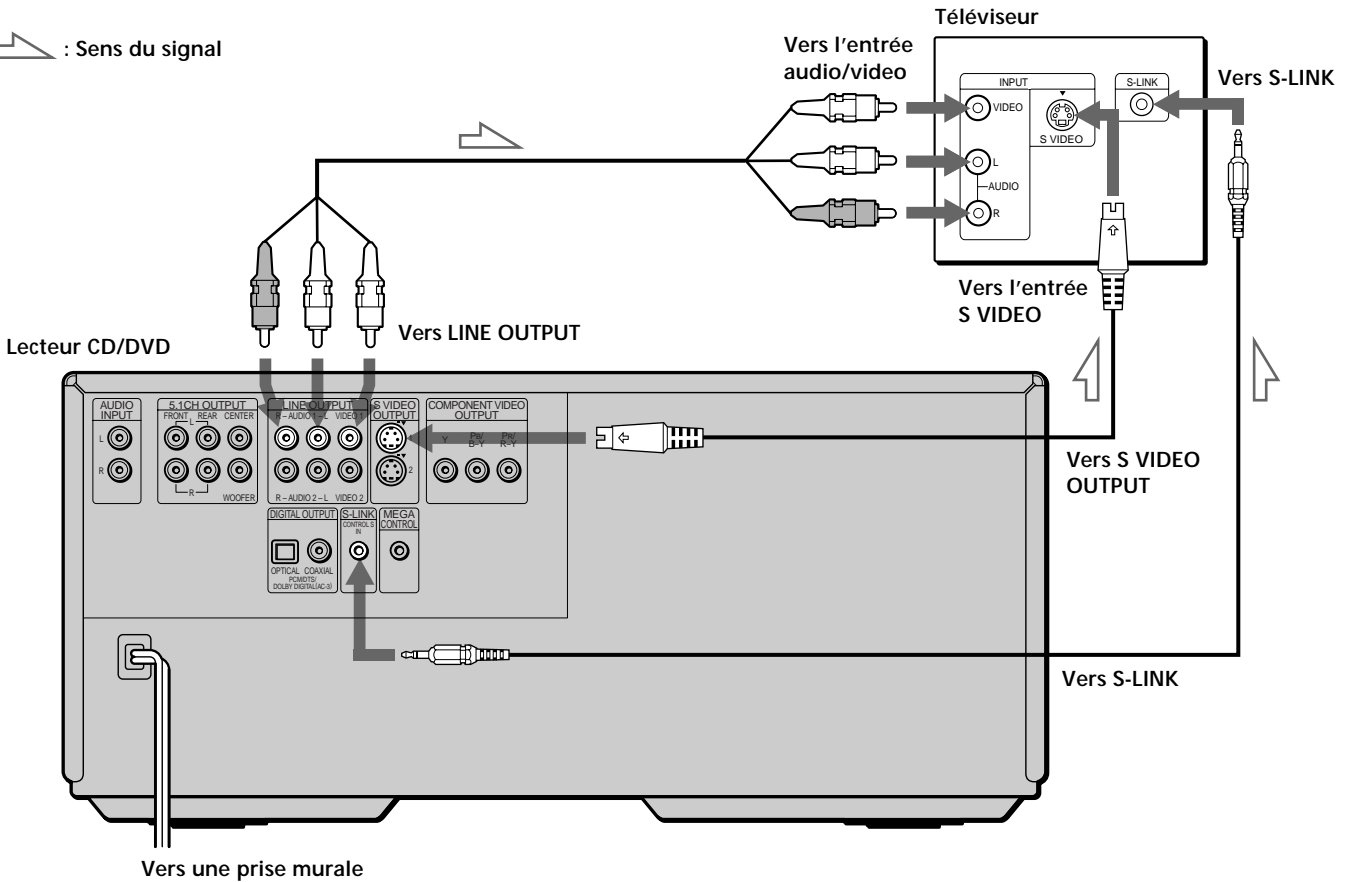 : Sens du signal
Téléviseur
Vers l'entrée
audio/video
Vers S-LINK
INPUT
VIDEO
S VIDEO
S-LINK
L
AUDIO
R
Vers l'entrée
S VIDEO
Vers LINE OUTPUT
Lecteur CD/DVD
AUDIO
INPUT
L
R
5.1CH OUTPUT
FRONT REAR CENTER
L
R
WOOFER
LINE OUTPUT
R – AUDIO 1 – L VIDEO 1
R – AUDIO 2 – L VIDEO 2
S VIDEO
OUTPUT
2
COMPONENT VIDEO
OUTPUT
Y PB/ PR/
B–Y R–Y
DIGITAL OUTPUT
OPTICAL COAXIAL
PCM/DTS/
DOLBY DIGITAL(AC-3)
S-LINK
CONTROL S
IN
MEGA
CONTROL
Vers S VIDEO
OUTPUT
Vers S-LINK
Vers une prise murale